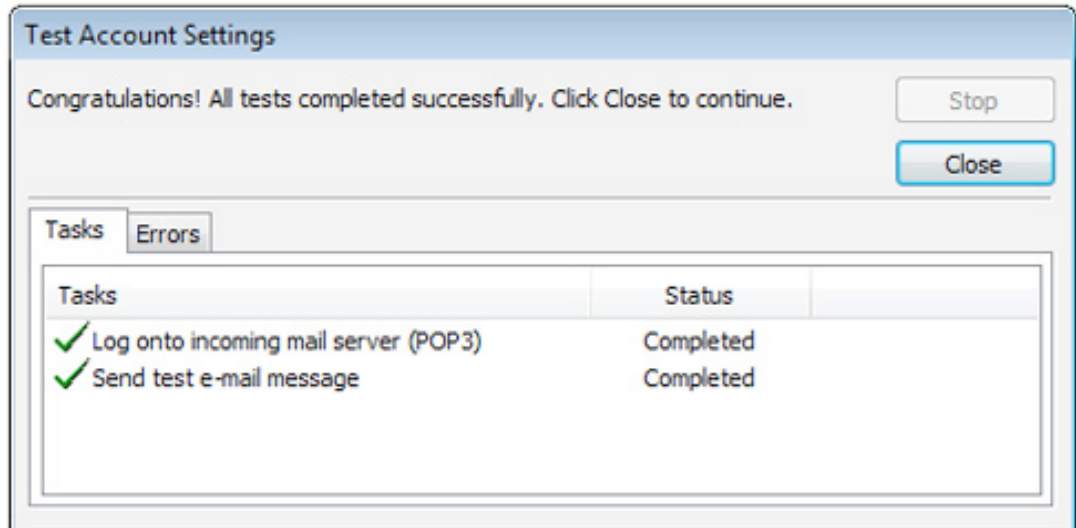 Test Account Settings
Congratulations! All tests completed successfully. Click Close to continue.
Stop
Close
Tasks Errors
Tasks Status
Log onto incoming mail server (POP3) Completed
Send test e-mail message Completed